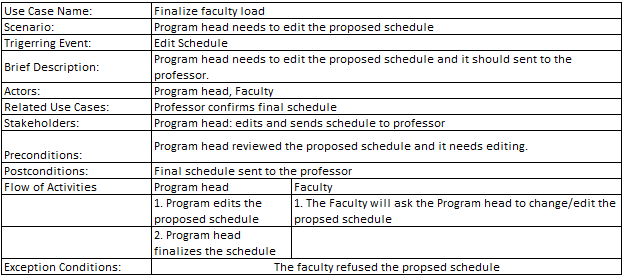 Use Case Name: Finalize faculty load
Scenario: Program head needs to edit the proposed schedule
Trigerring Event: Edit Schedule
Brief Description: Program head needs to edit the proposed schedule and it should sent to the
professor.
Actors: Program head, Faculty
Related Use Cases: Professor confirms final schedule
Stakeholders: Program head: edits and sends schedule to professor
Preconditions: Program head reviewed the proposed schedule and it needs editing.
Postconditions: Final schedule sent to the professor
Flow of Activities Program head Faculty
1. Program edits the 1. The Faculty will ask the Program head to change/edit the
proposed schedule propsed schedule
2. Program head
finalizes the schedule
Exception Conditions: The faculty refused the propsed schedule